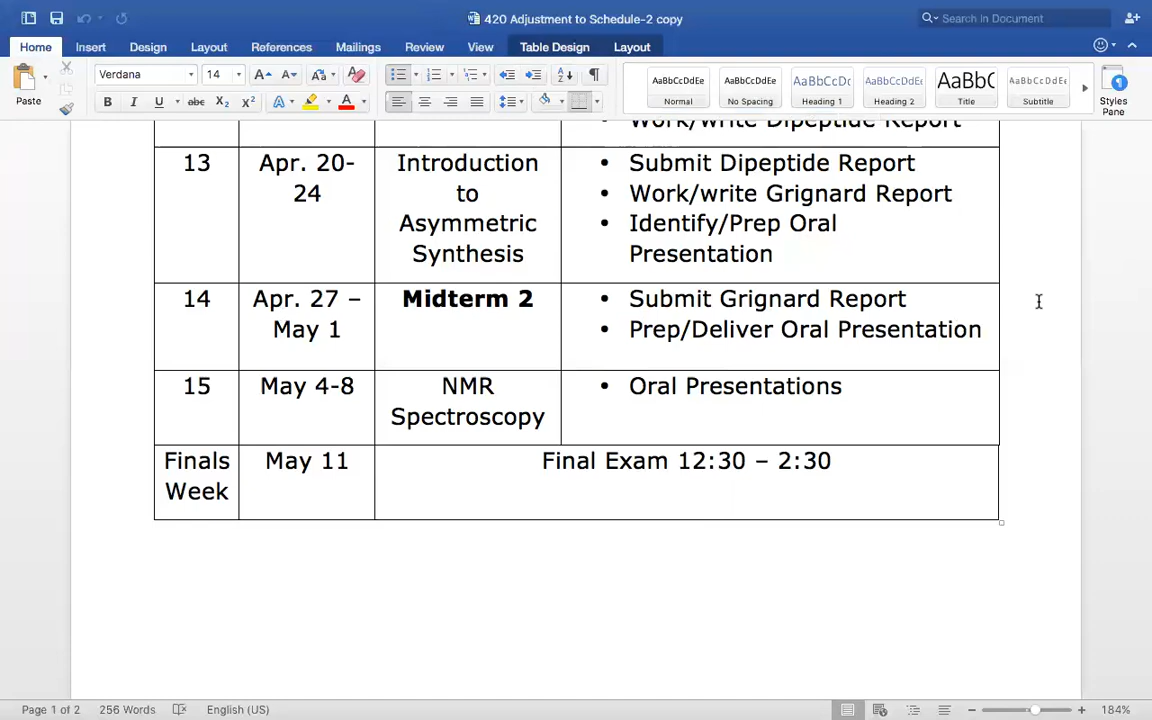 420 Adjustment to Schedule-2 copy
Search in Document
Home Insert Design Layout References Mailings Review View Table Design Layout
Paste
Verdana 14
AaBbCcDdEe AaBbCcDdEe AaBbCcDc AaBbCcDdEe AaBbC AaBbCcDdEe
Normal No Spacing Heading 1 Heading 2 Title Subtitle
Styles
Pane
Work/write Dipeptide Report
13 Apr. 20- Introduction • Submit Dipeptide Report
24 to • Work/write Grignard Report
Asymmetric • Identify/Prep Oral
Synthesis Presentation
14 Apr. 27 – Midterm 2 • Submit Grignard Report
May 1 • Prep/Deliver Oral Presentation
15 May 4-8 NMR • Oral Presentations
Spectroscopy
Finals May 11 Final Exam 12:30 – 2:30
Week
Page 1 of 2 256 Words English (US) 184%